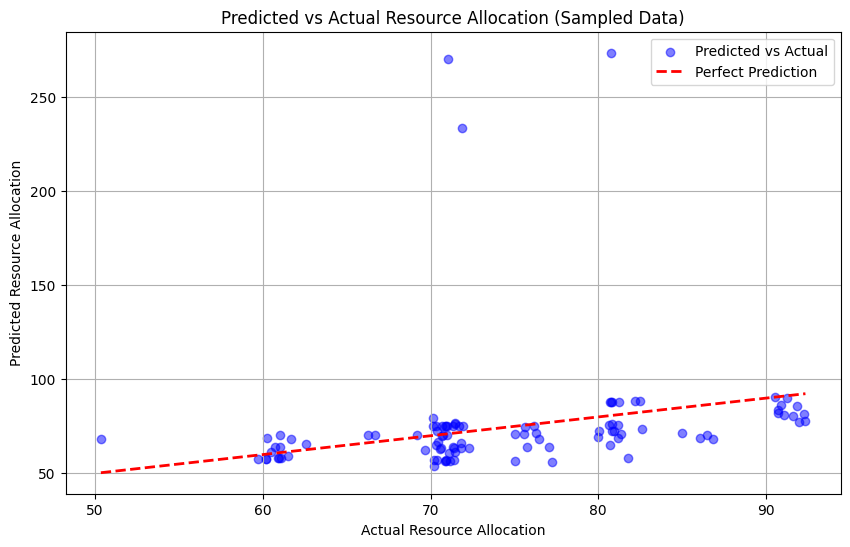 Predicted vs Actual Resource Allocation (Sampled Data)
Predicted vs Actual
Perfect Prediction
Predicted Resource Allocation
250
200
150
100
50
50 60 70 80 90
Actual Resource Allocation